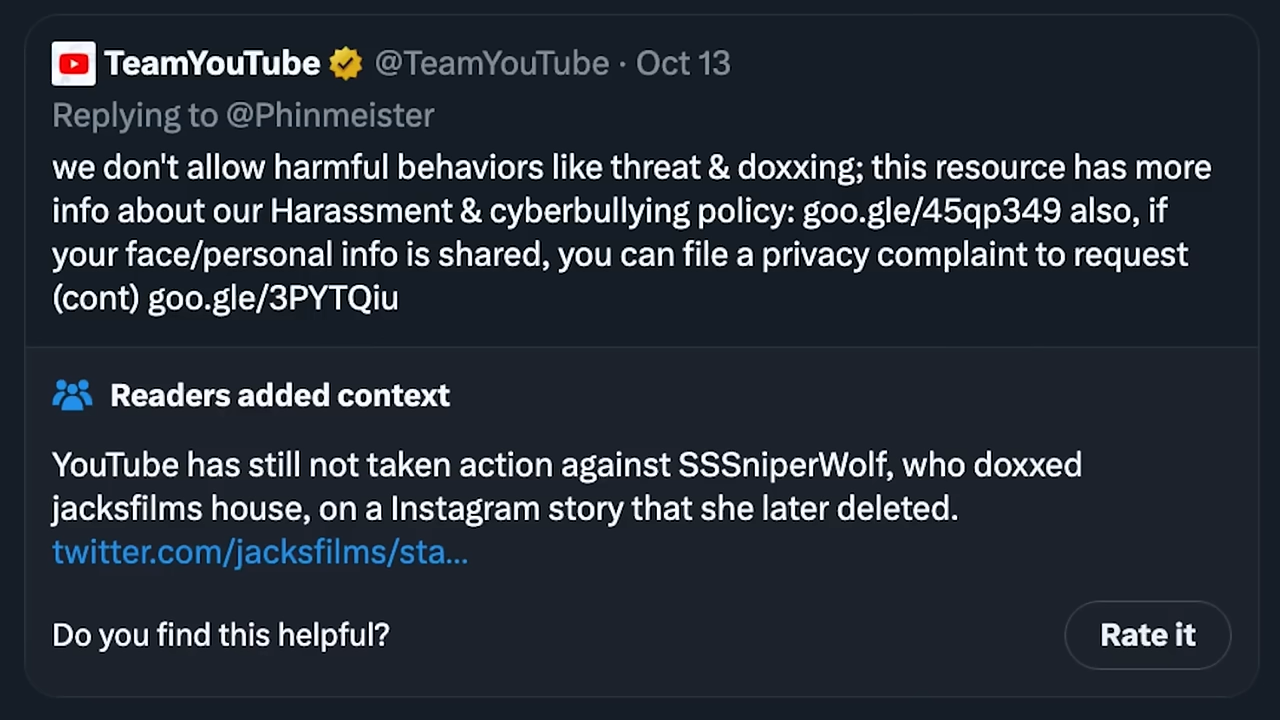 TeamYouTube @TeamYouTube · Oct 13
Replying to @Phinmeister
we don't allow harmful behaviors like threat & doxxing; this resource has more
info about our Harassment & cyberbullying policy: goo.gle/45qp349 also, if
your face/personal info is shared, you can file a privacy complaint to request
(cont) goo.gle/3PYTQiu
Readers added context
YouTube has still not taken action against SSSniperWolf, who doxxed
jacksfilms house, on a Instagram story that she later deleted.
twitter.com/jacksfilms/sta...
Do you find this helpful?
Rate it